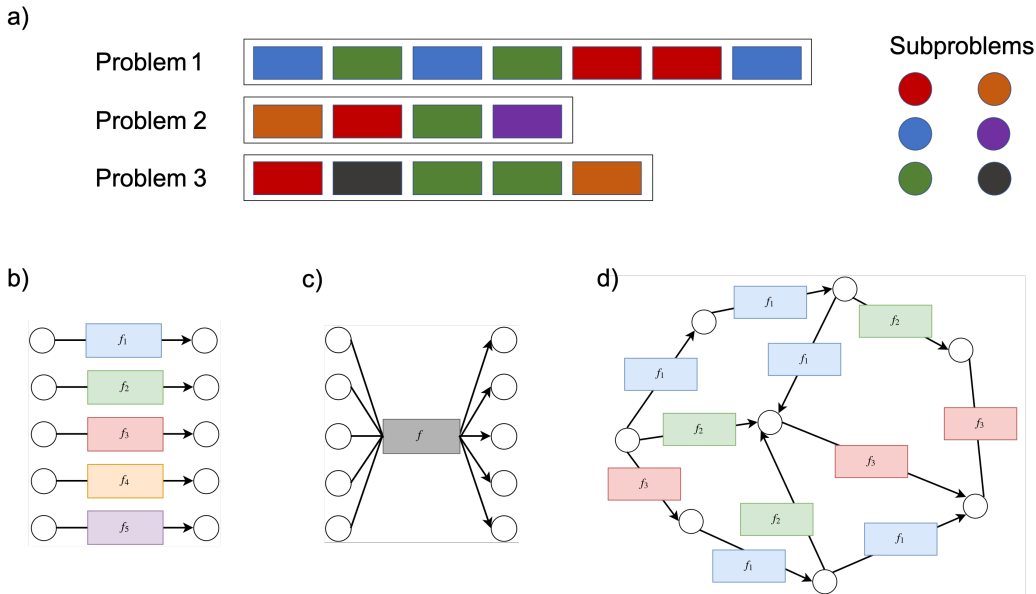 a)
Problem 1
Problem 2
Problem 3
Subproblems
b)
f1
f2
f3
f4
f5
c)
f
d)
f1
f2
f1
f1
f2
f3
f3
f3
f2
f1
f1